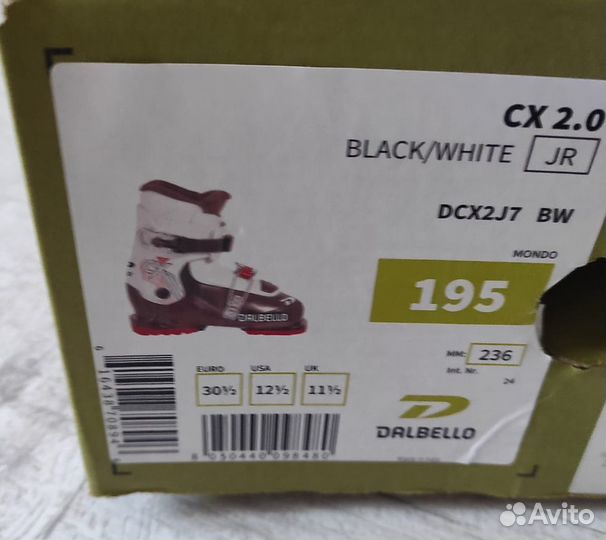 CX 2.0
BLACK/WHITE JR
DCX2J7 BW
MONDO
195
MM: 236
Int. Nr.
24
DALBELLO
EURO USA UK
30½ 12½ 11½
DALBELLO
8 050440 098480
Avito